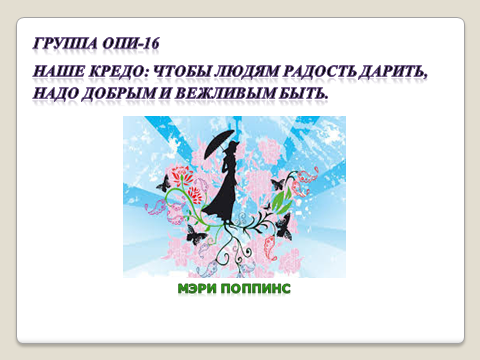 ГРУППА ОПИ-16
НАШЕ КРЕДО: ЧТОБЫ ЛЮДЯМ РАДОСТЬ ДАРИТЬ,
НАДО ДОБРЫМ И ВЕЖЛИВЫМ БЫТЬ.
МЭРИ ПОППИНС